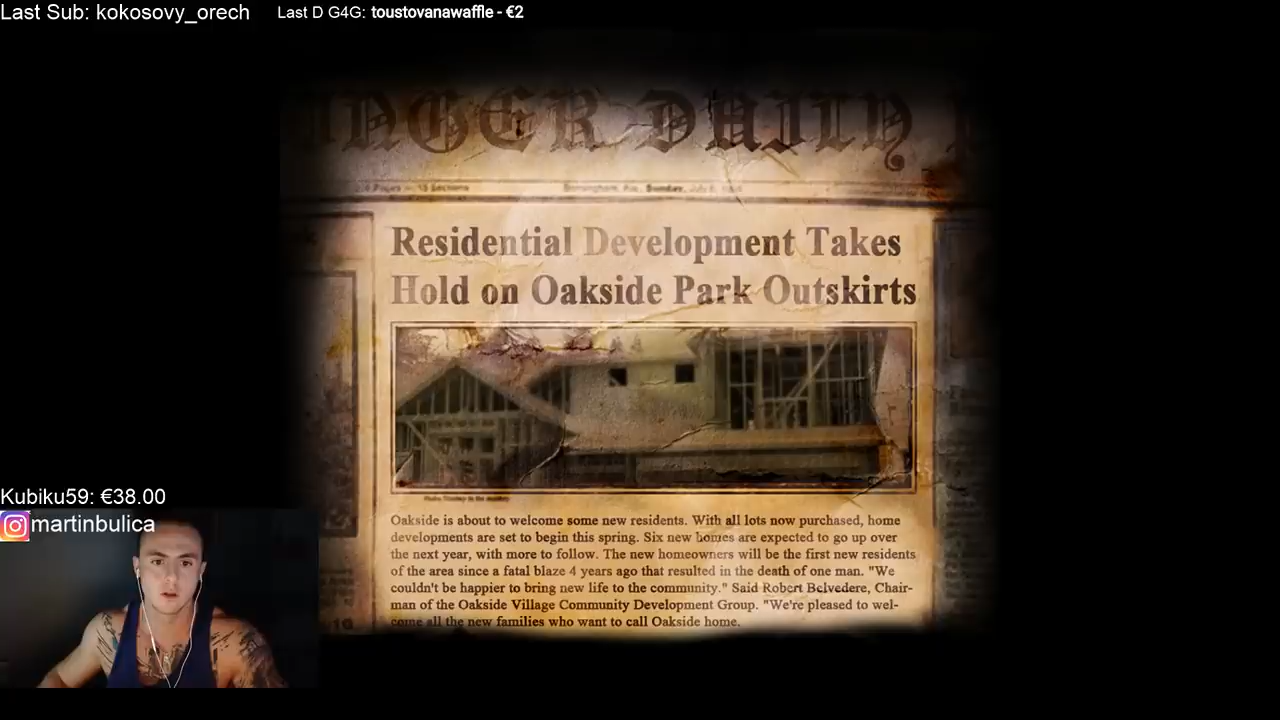 Last Sub: kokosovy_orech
Last D G4G: toustovanawaffle - €2
NGER DAILY
Residential Development Takes
Hold on Oakside Park Outskirts
Oakside is about to welcome some new residents. With all lots now purchased, home
developments are set to begin this spring. Six new homes are expected to go up over
the next year, with more to follow. The new homeowners will be the first new residents
of the area since a fatal blaze 4 years ago that resulted in the death of one man. "We
couldn't be happier to bring new life to the community." Said Robert Belvedere, Chair-
man of the Oakside Village Community Development Group. "We're pleased to wel-
come all the new families who want to call Oakside home.
Kubiku59: €38.00
martinbulica